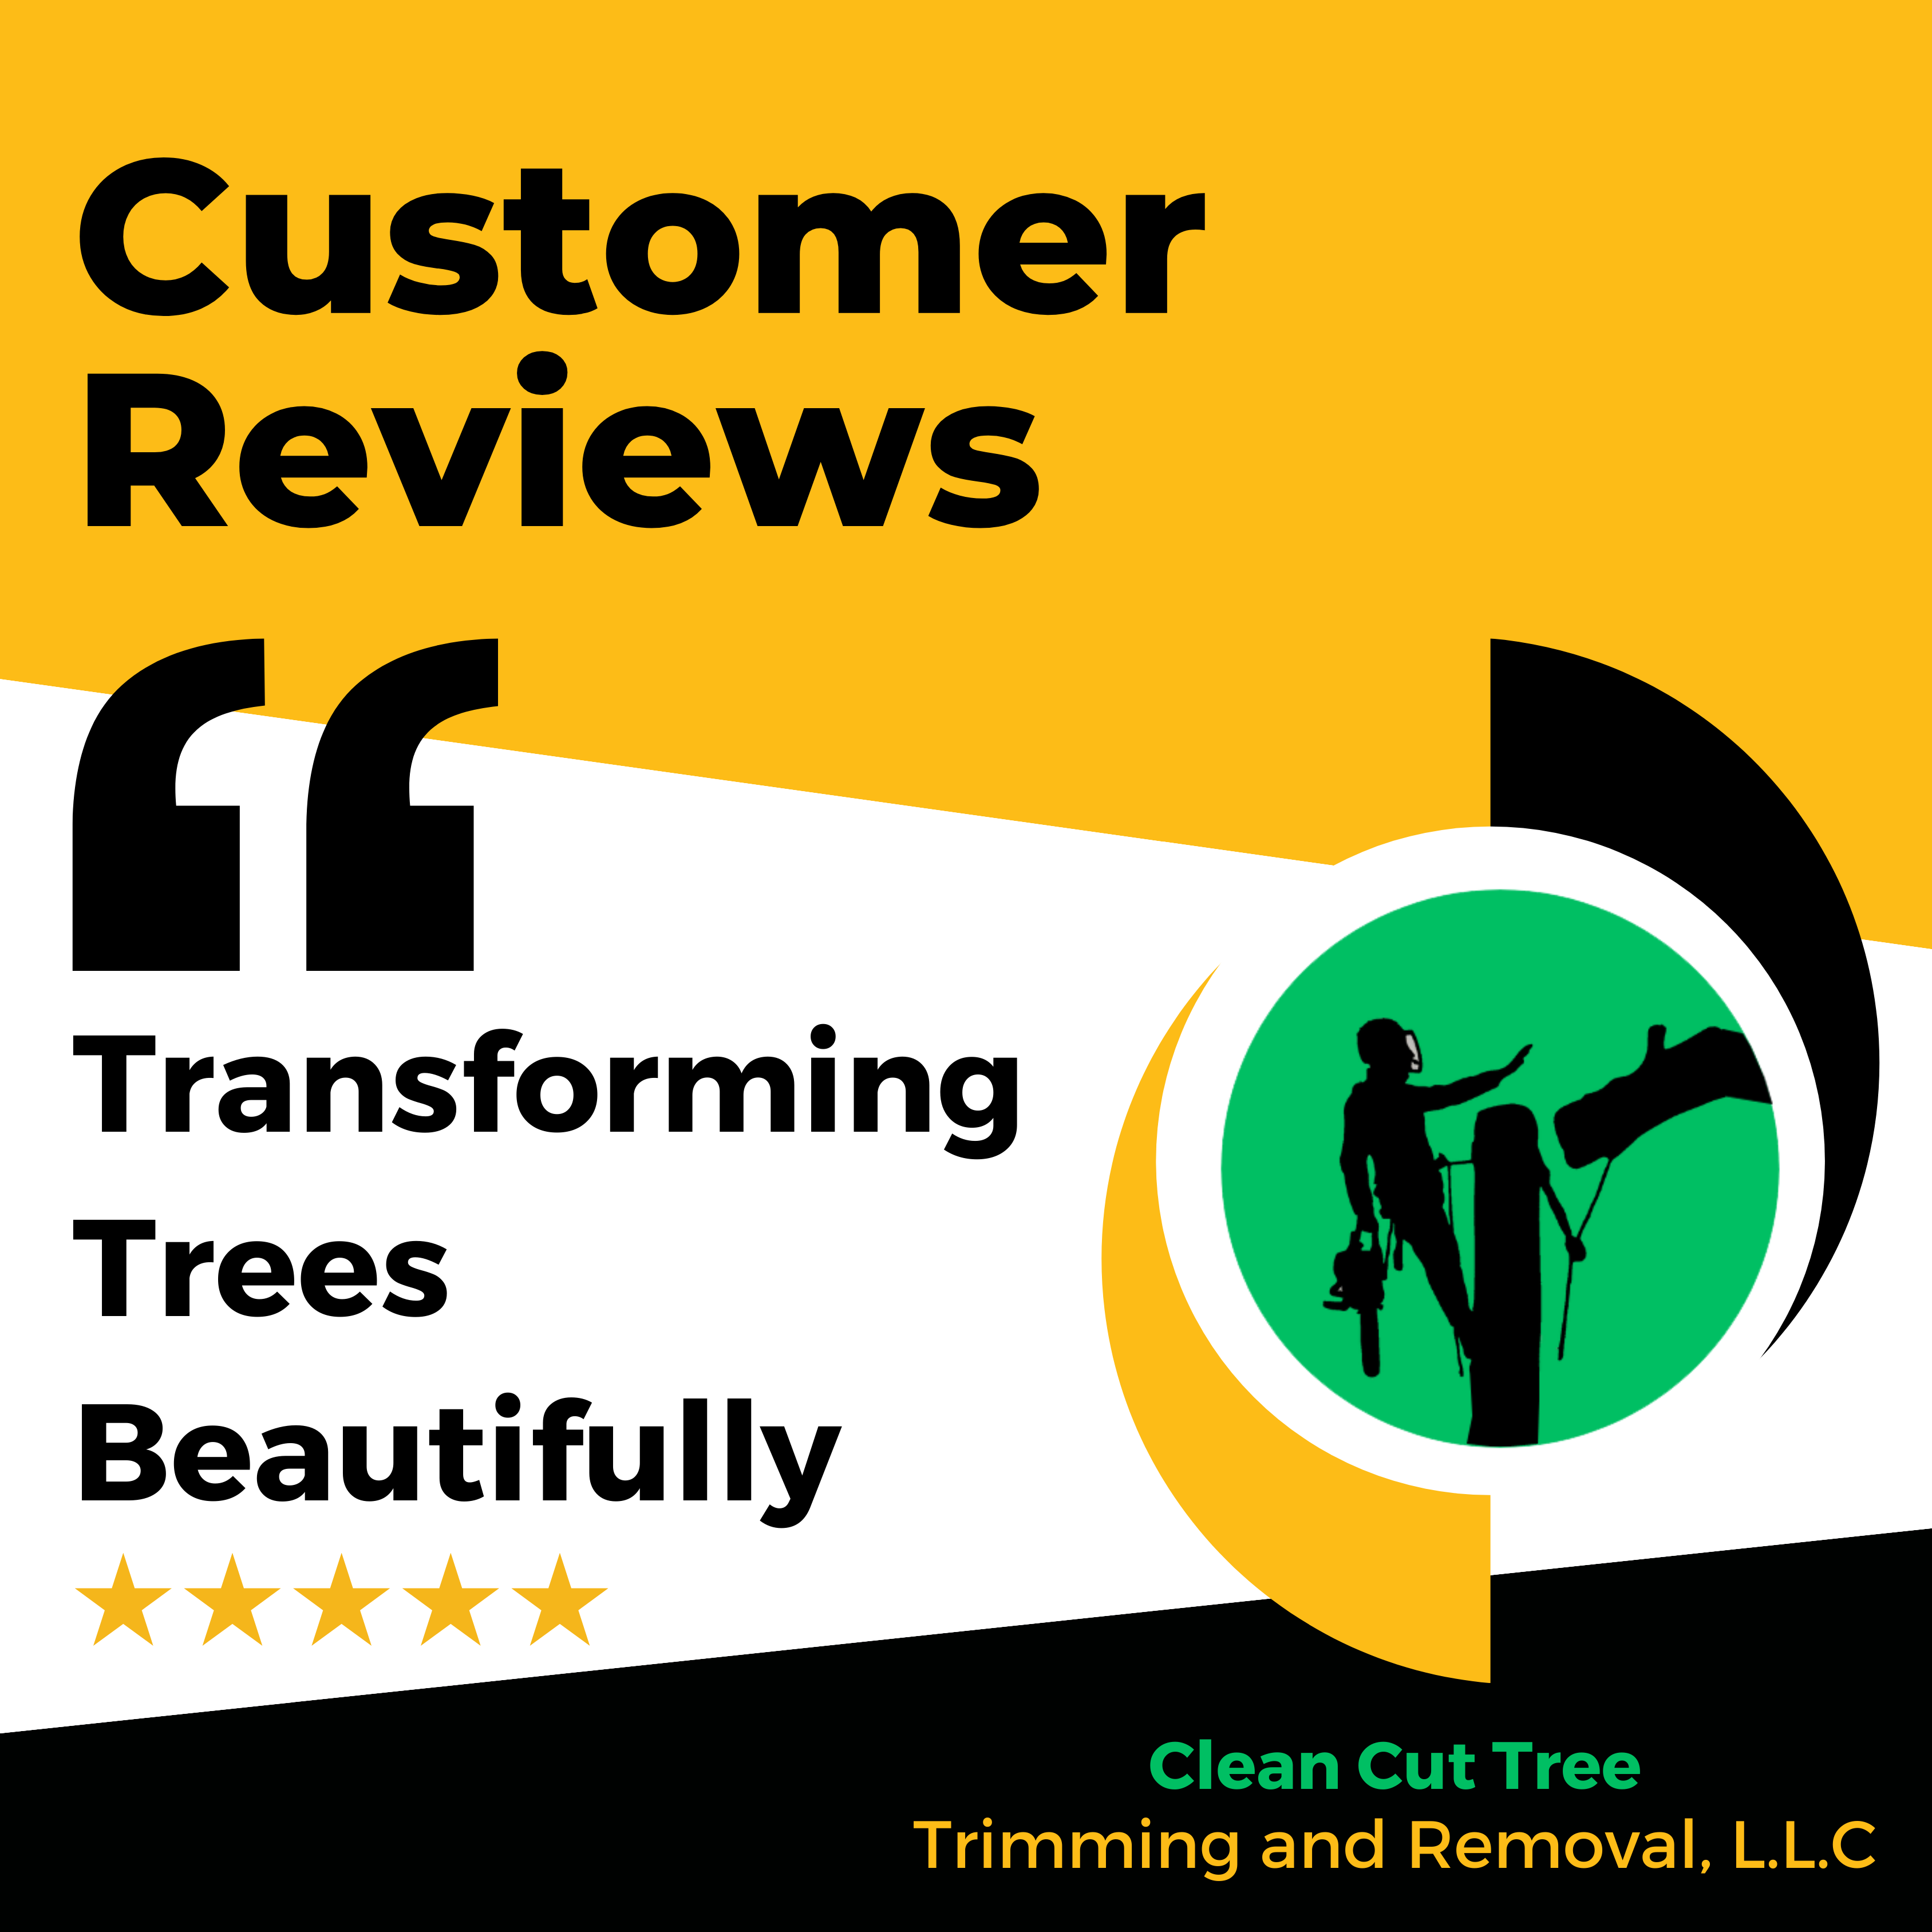 Customer
Reviews
“
Transforming
Trees
Beautifully
Clean Cut Tree
Trimming and Removal, L.L.C